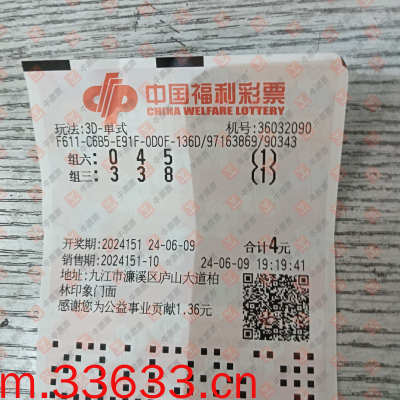 中国福利彩票
CHINA WELFARE LOTTERY
玩法:3D-单式 机号:36032090
F611-C6B5-E91F-0D0F-136D/97163869/90343
组六: 0 4 5 (1)
组三: 3 3 8 (1)
开奖期:2024151 24-06-09 合计4元
销售期:2024151-10 24-06-09 19:19:41
地址:九江市濂溪区庐山大道柏
林印象门面
感谢您为公益事业贡献1.36元
m.33633.cn